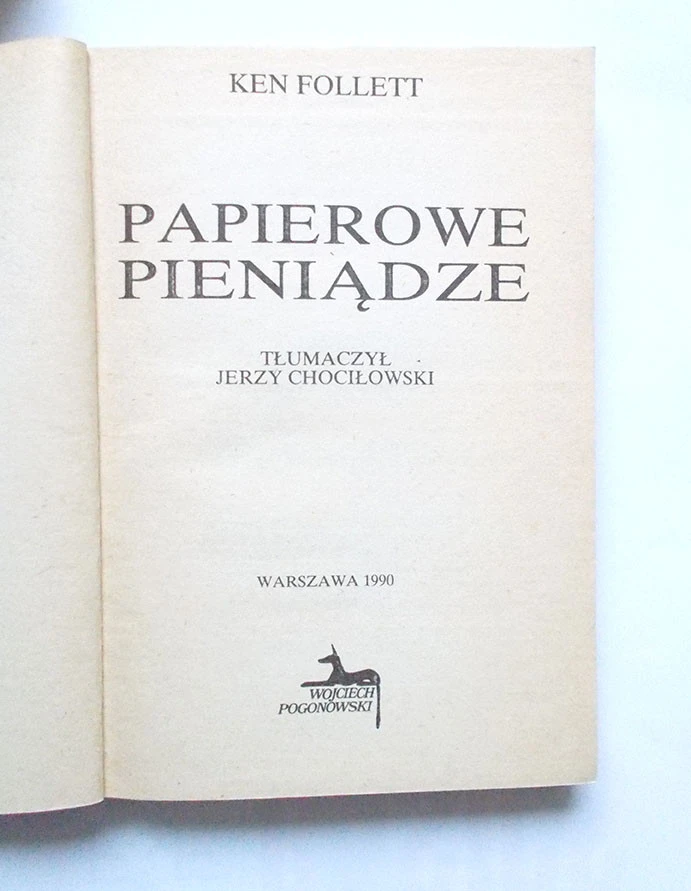 KEN FOLLETT
PAPIEROWE
PIENIĄDZE
TŁUMACZYŁ
JERZY CHOCIŁOWSKI
WARSZAWA 1990
WOJCIECH
POGONOWSKI